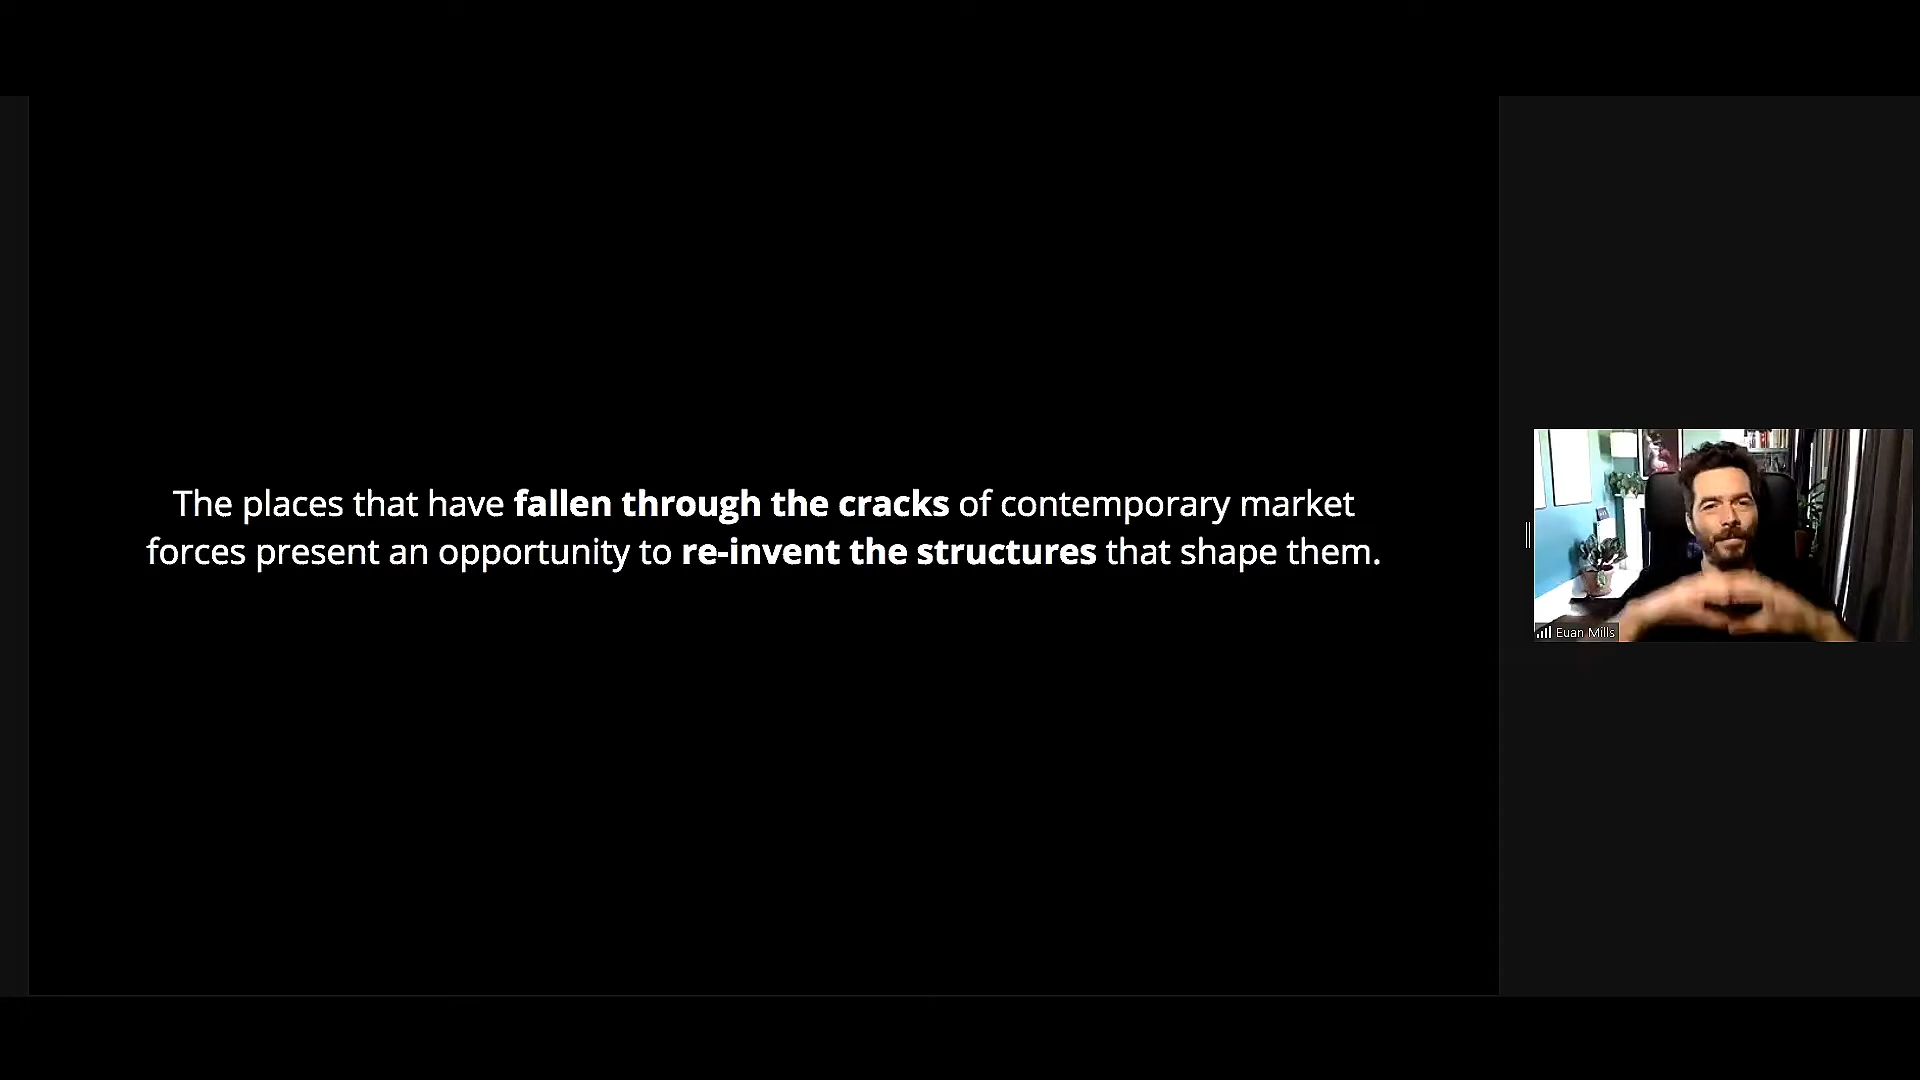 The places that have fallen through the cracks of contemporary market
forces present an opportunity to re-invent the structures that shape them.
Euan Mills